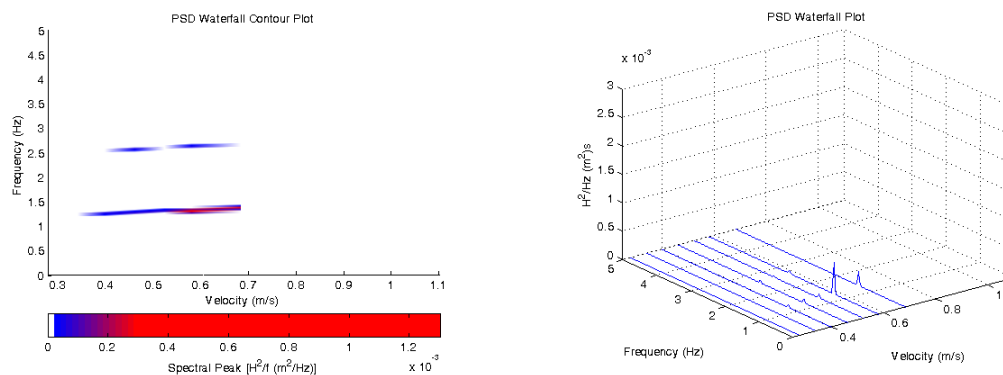 PSD Waterfall Contour Plot
5
4.5
4
3.5
3
2.5
2
1.5
1
0.5
0
Frequency (Hz)
0.3 0.4 0.5 0.6 0.7 0.8 0.9 1 1.1
Velocity (m/s)
0 0.2 0.4 0.6 0.8 1 1.2
Spectral Peak [H²/f (m²/Hz)]
x 10⁻³
PSD Waterfall Plot
x 10⁻³
3
2.5
2
1.5
1
0.5
0
H²/Hz (m²)s
5
4
3
2
1
0
Frequency (Hz)
0.4
0.6
0.8
1
Velocity (m/s)